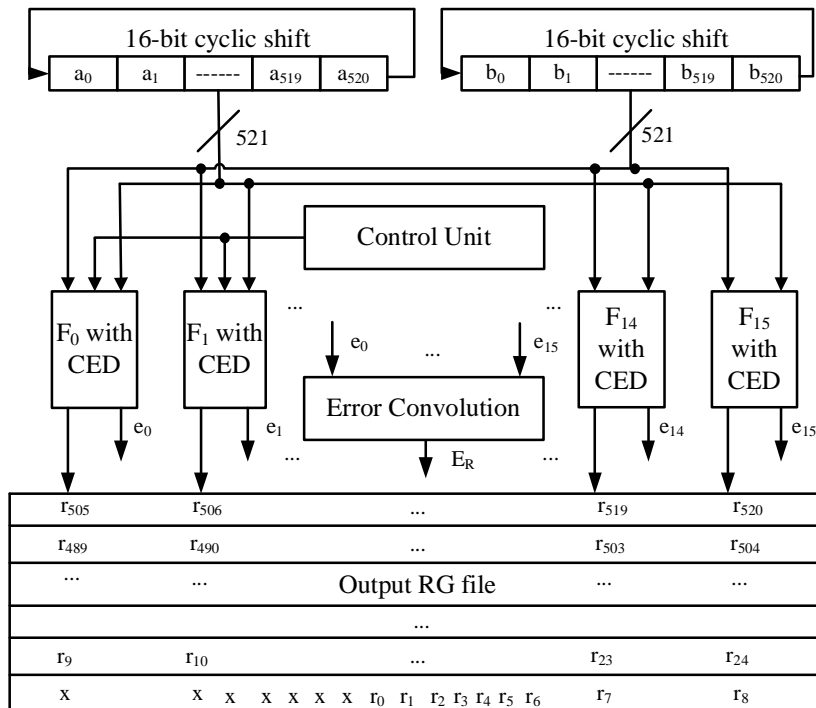 16-bit cyclic shift 16-bit cyclic shift
a₀ a₁ ------ a₅₁₉ a₅₂₀ b₀ b₁ ------ b₅₁₉ b₅₂₀
521 521
Control Unit
F₀ with CED
F₁ with CED
... ...
F₁₄ with CED
F₁₅ with CED
e₀ ... e₁₅
Error Convolution
e₀ e₁ ... E_R ... e₁₄ e₁₅
r₅₀₅ r₅₀₆ ... r₅₁₉ r₅₂₀
r₄₈₉ r₄₉₀ ... r₅₀₃ r₅₀₄
... ... Output RG file ... ...
...
r₉ r₁₀ ... r₂₃ r₂₄
x x x x x x x r₀ r₁ r₂ r₃ r₄ r₅ r₆ r₇ r₈